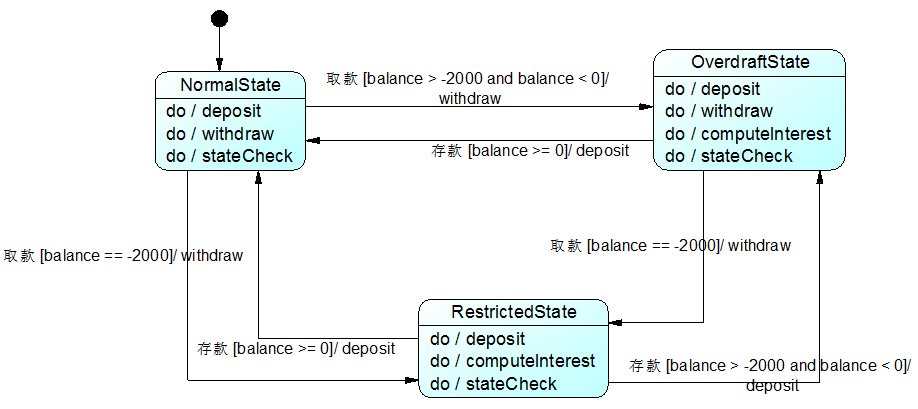 NormalState
do / deposit
do / withdraw
do / stateCheck
取款 [balance > -2000 and balance < 0]/
withdraw
存款 [balance >= 0]/ deposit
OverdraftState
do / deposit
do / withdraw
do / computeInterest
do / stateCheck
取款 [balance == -2000]/ withdraw
取款 [balance == -2000]/ withdraw
存款 [balance >= 0]/ deposit
RestrictedState
do / deposit
do / computeInterest
do / stateCheck
存款 [balance > -2000 and balance < 0]/
deposit